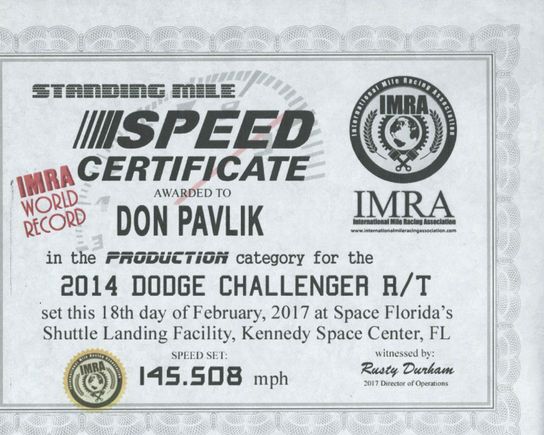 STANDING MILE
SPEED
CERTIFICATE
IMRA
WORLD
RECORD
AWARDED TO
DON PAVLIK
in the PRODUCTION category for the
2014 DODGE CHALLENGER R/T
set this 18th day of February, 2017 at Space Florida's
Shuttle Landing Facility, Kennedy Space Center, FL
SPEED SET:
145.508 mph
witnessed by:
Rusty Durham
2017 Director of Operations
International Mile Racing Association
IMRA
IMRA
International Mile Racing Association
www.internationalmileracingassociation.com